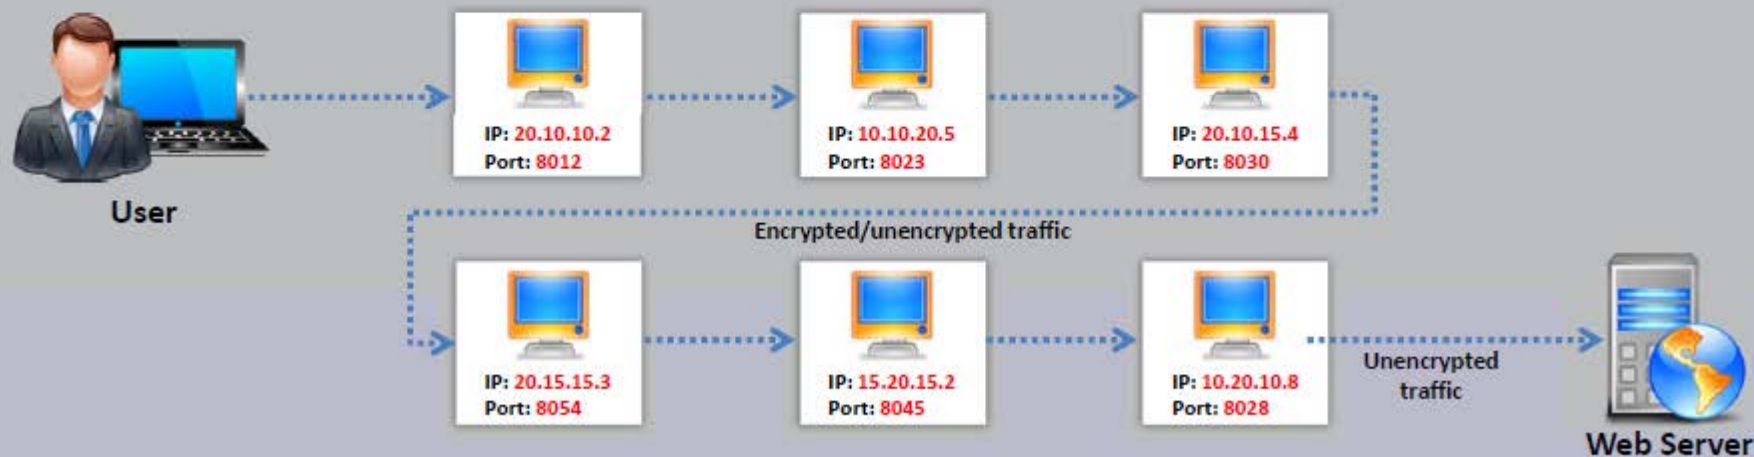 IP: 20.10.10.2
Port: 8012
IP: 10.10.20.5
Port: 8023
IP: 20.10.15.4
Port: 8030
User
Encrypted/unencrypted traffic
IP: 20.15.15.3
Port: 8054
IP: 15.20.15.2
Port: 8045
IP: 10.20.10.8
Port: 8028
Unencrypted
traffic
Web Server